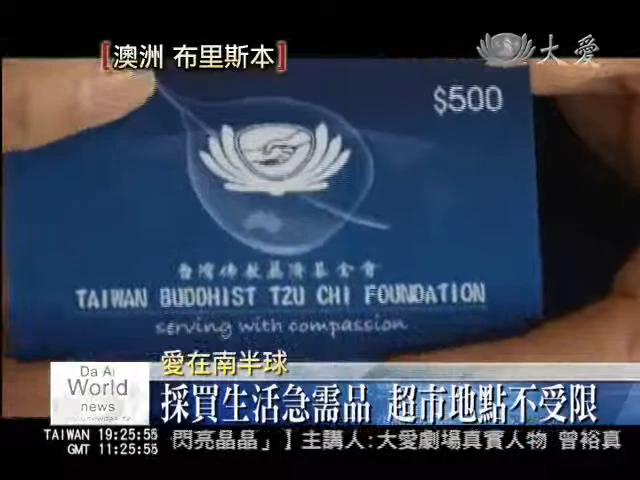 [澳洲 布里斯本]
大愛
$500
台灣佛教慈濟基金會
TAIWAN BUDDHIST TZU CHI FOUNDATION
serving with compassion
愛在南半球
Da Ai
World
news
採買生活急需品 超市地點不受限
TAIWAN 19:25:55
GMT 11:25:55
閃亮晶晶」】主講人:大愛劇場真實人物 曾裕真